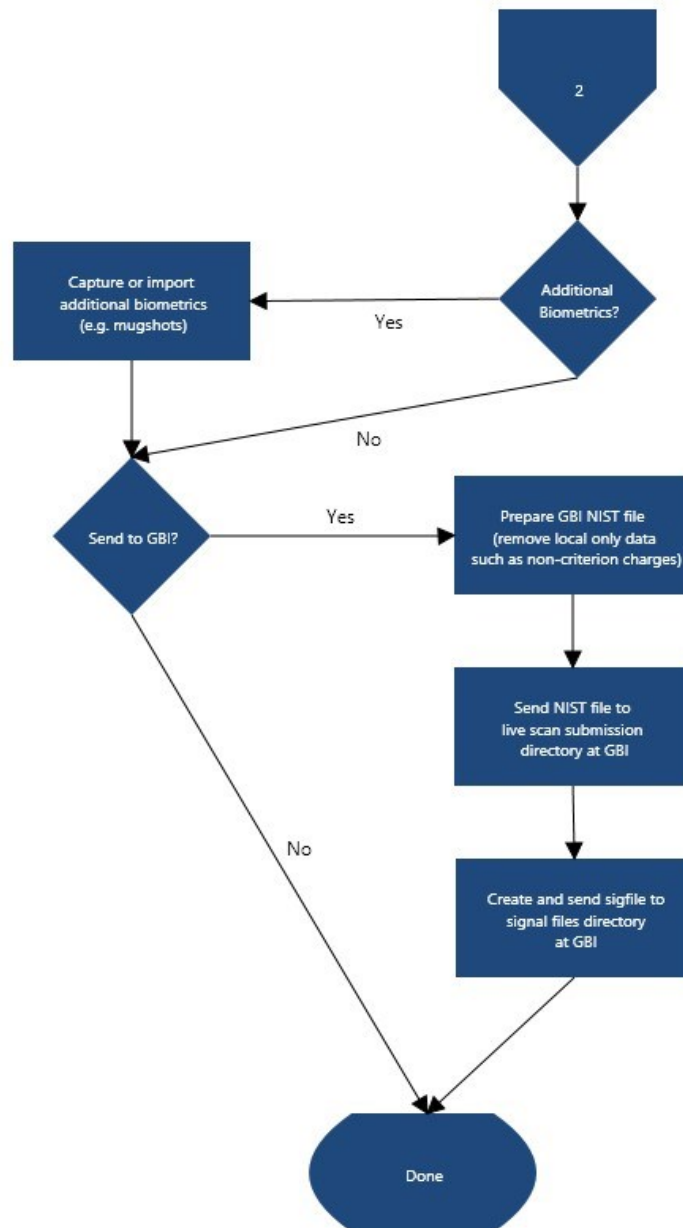 2
Additional
Biometrics?
Capture or import
additional biometrics
(e.g. mugshots)
Yes
No
Send to GBI?
Yes
Prepare GBI NIST file
(remove local only data
such as non-criterion charges)
Send NIST file to
live scan submission
directory at GBI
No
Create and send sigfile to
signal files directory
at GBI
Done